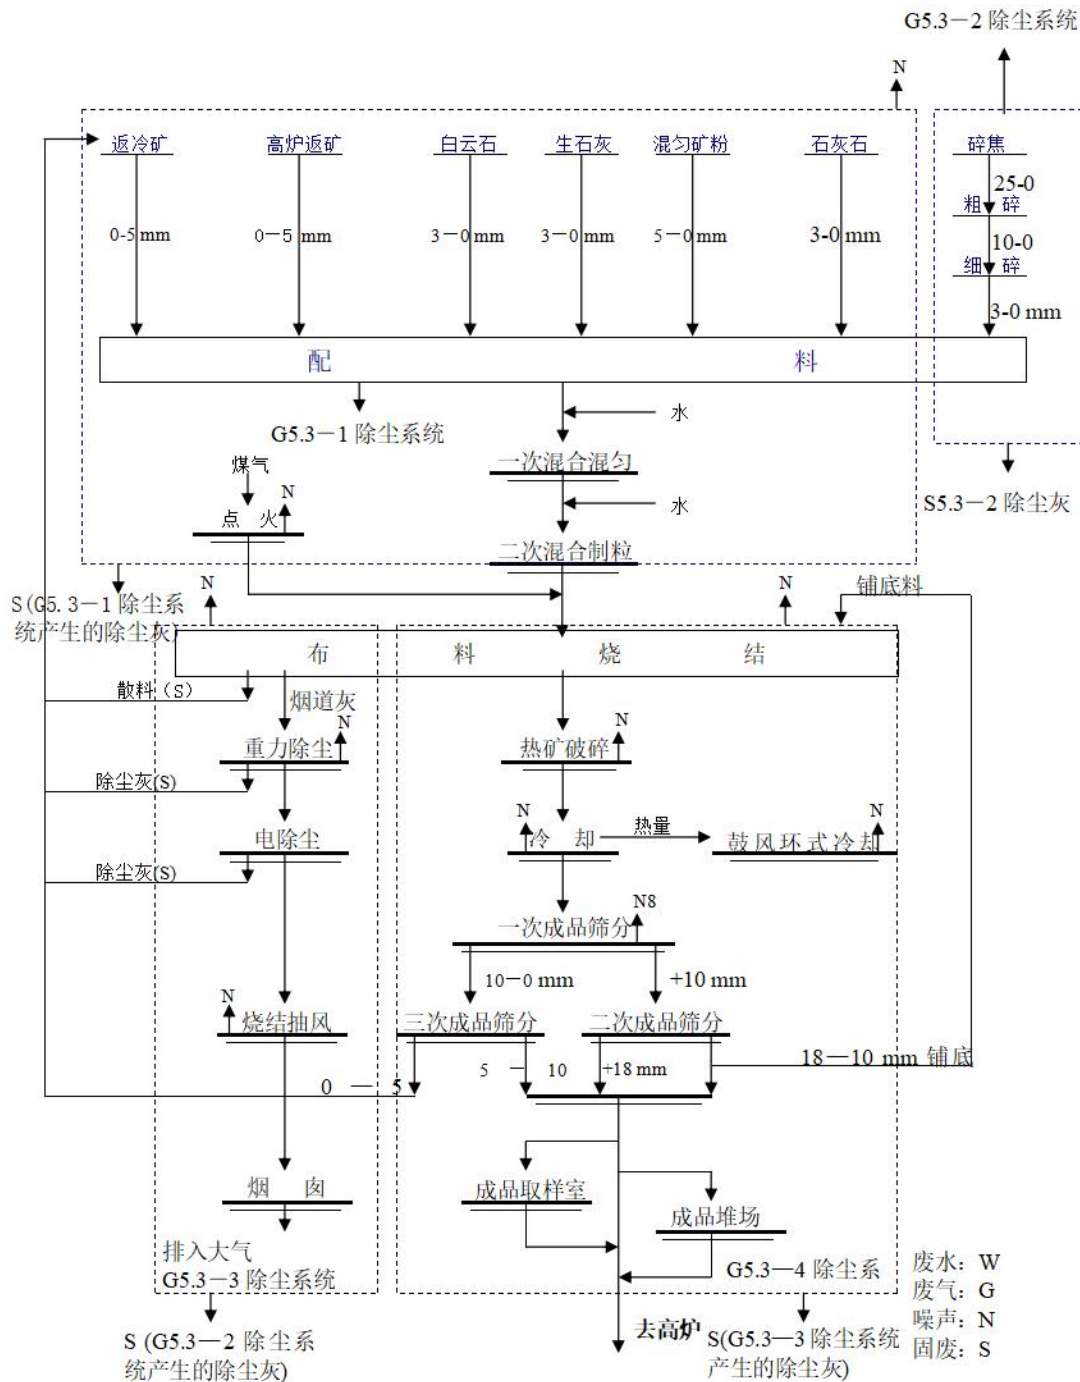 G5.3－2 除尘系统
N
返冷矿
高炉返矿
白云石
生石灰
混匀矿粉
石灰石
碎焦
25-0
粗 碎
0-5 mm
0－5 mm
3－0 mm
3－0 mm
5－0 mm
3-0 mm
10-0
细 碎
3-0 mm
配 料
水
G5.3－1 除尘系统
一次混合混匀
煤气
N
点 火
水
S5.3－2 除尘灰
二次混合制粒
N
N
铺底料
S(G5.3－1 除尘系
统产生的除尘灰)
布 料 烧 结
散料（S）
烟道灰
N
N
重力除尘
热矿破碎
除尘灰(S)
N
热量
N
电除尘
冷 却
鼓风环式冷却
除尘灰(S)
N8
一次成品筛分
10－0 mm
+10 mm
N
烧结抽风
三次成品筛分
二次成品筛分
18－10 mm 铺底
5 － 10
+18 mm
0 － 5
烟 囱
成品取样室
成品堆场
排入大气
G5.3－3 除尘系统
G5.3－4 除尘系
废水：W
废气：G
噪声：N
固废：S
S (G5.3－2 除尘系
统产生的除尘灰)
去高炉
S(G5.3－3 除尘系统
产生的除尘灰)